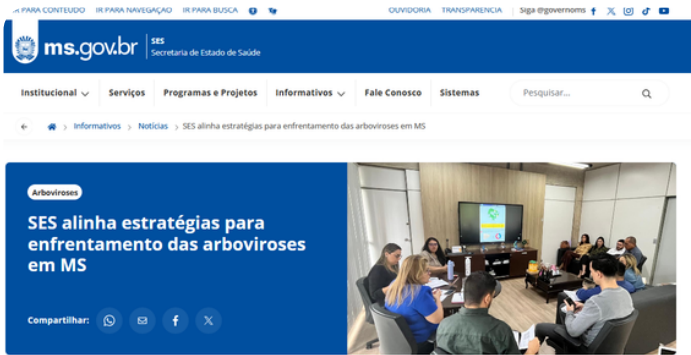 IR PARA CONTEÚDO IR PARA NAVEGAÇÃO IR PARA BUSCA OUVIDORIA TRANSPARÊNCIA Siga @governoms
ms.gov.br
SES
Secretaria de Estado de Saúde
Institucional Serviços Programas e Projetos Informativos Fale Conosco Sistemas Pesquisar...
Informativos > Notícias > SES alinha estratégias para enfrentamento das arboviroses em MS
Arboviroses
SES alinha estratégias para
enfrentamento das arboviroses
em MS
Compartilhar: